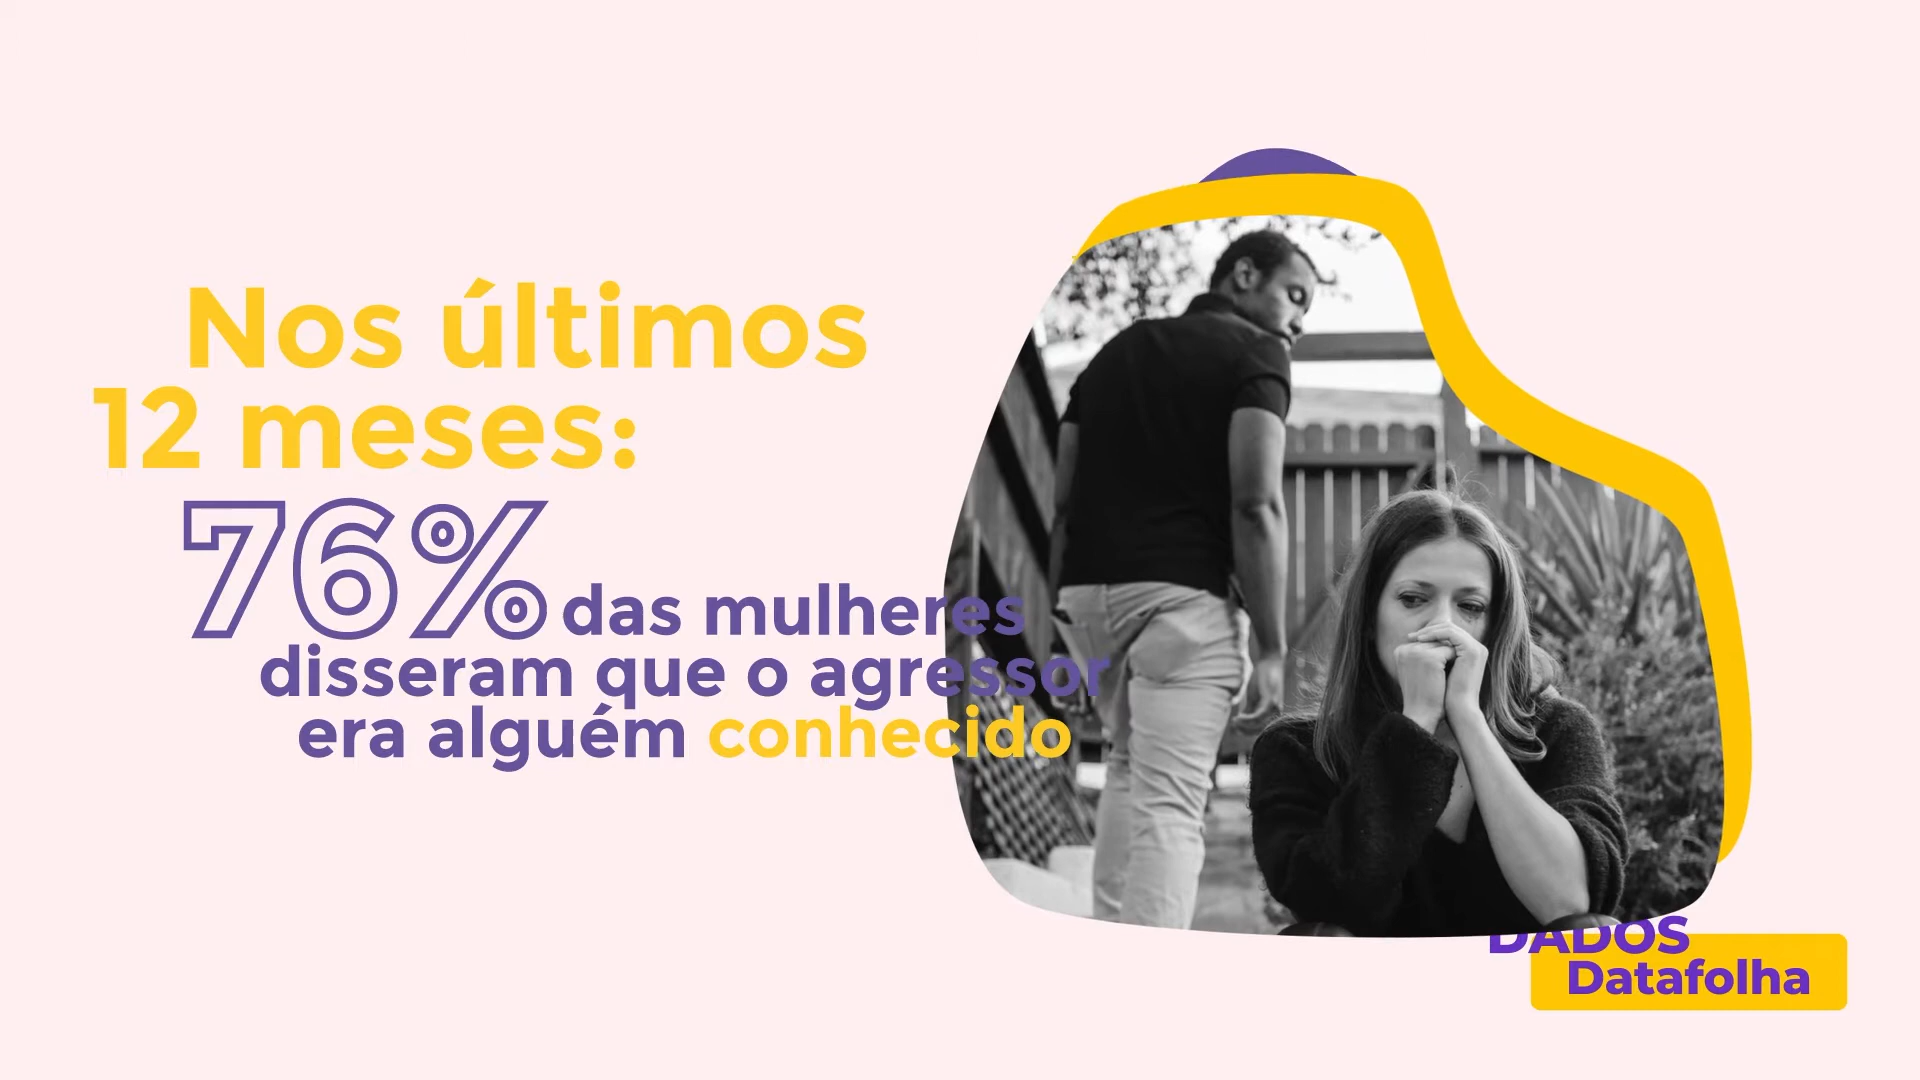 Nos últimos
12 meses:
76% das mulheres
disseram que o agressor
era alguém conhecido
DADOS
Datafolha